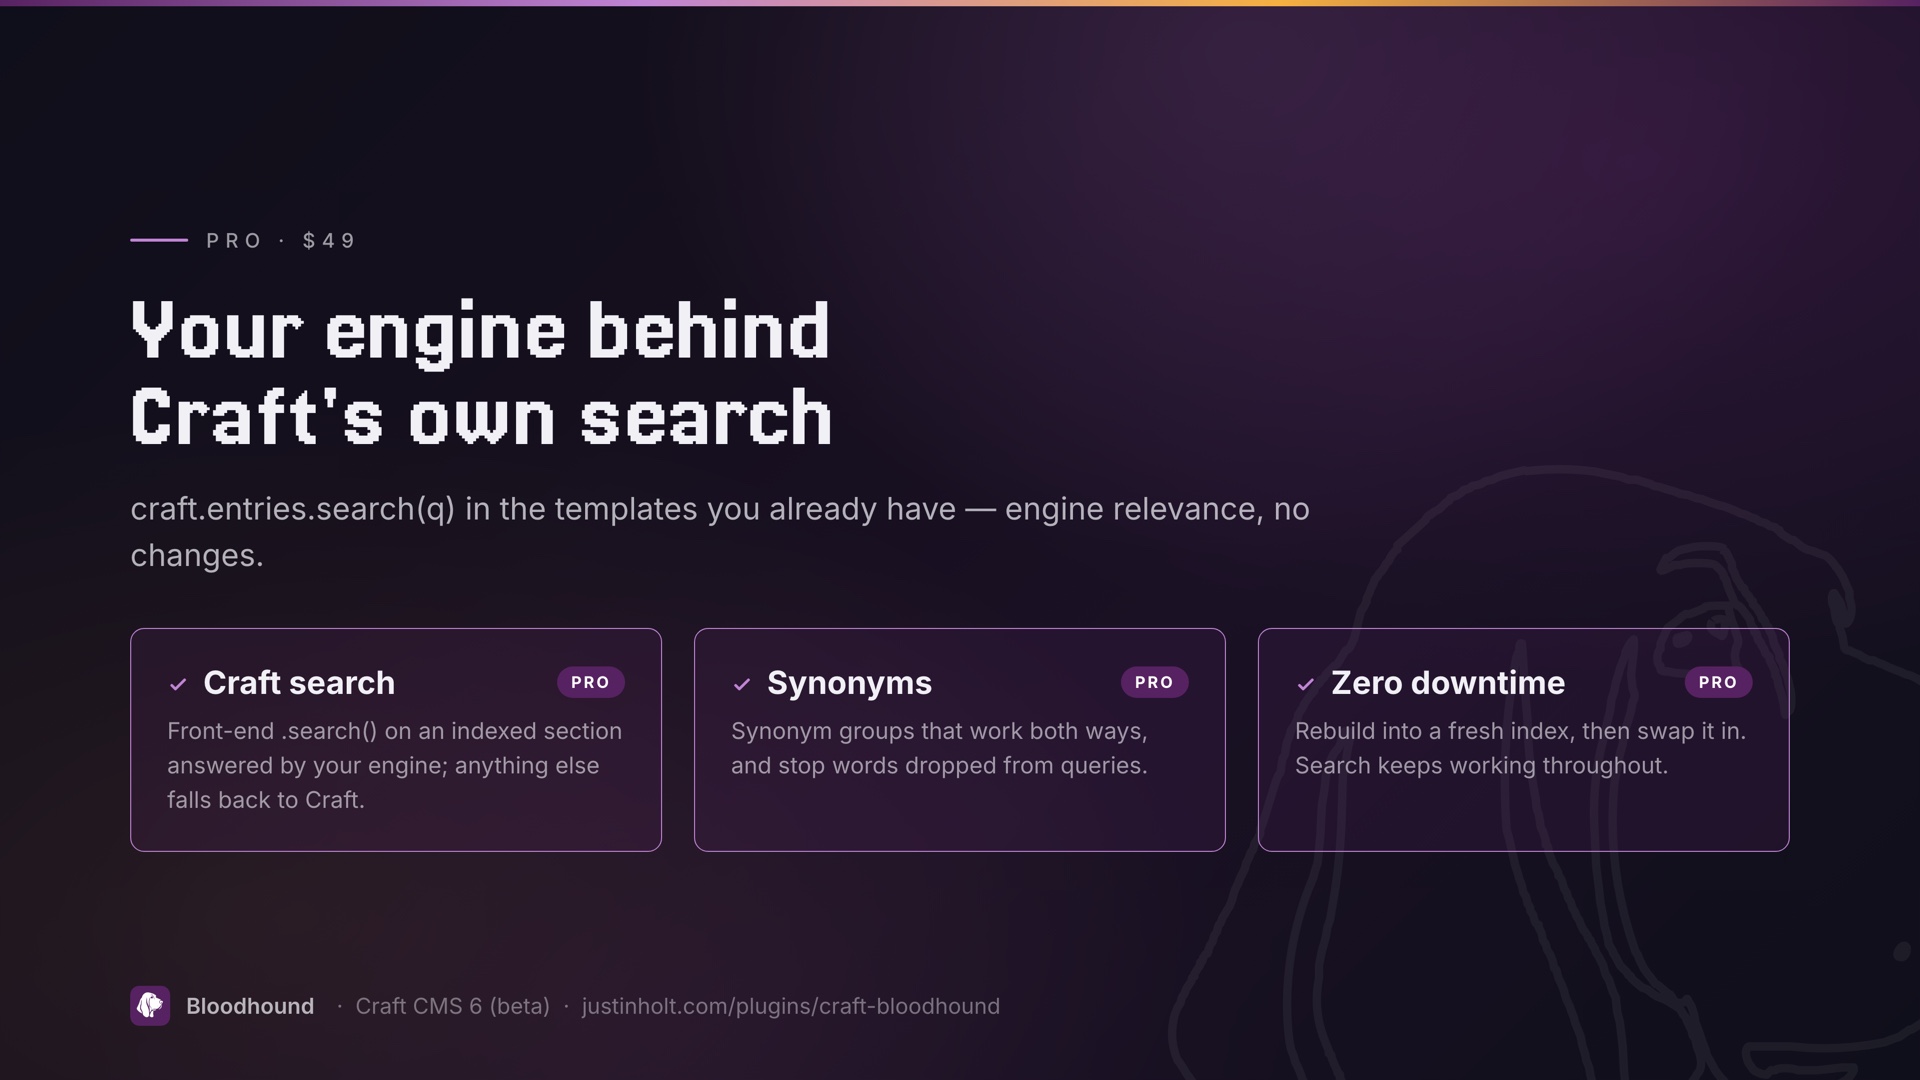 PRO · $49
Your engine behind
Craft's own search
craft.entries.search(q) in the templates you already have — engine relevance, no
changes.
Craft search PRO
Front-end .search() on an indexed section
answered by your engine; anything else
falls back to Craft.
Synonyms PRO
Synonym groups that work both ways,
and stop words dropped from queries.
Zero downtime PRO
Rebuild into a fresh index, then swap it in.
Search keeps working throughout.
Bloodhound · Craft CMS 6 (beta) · justinholt.com/plugins/craft-bloodhound